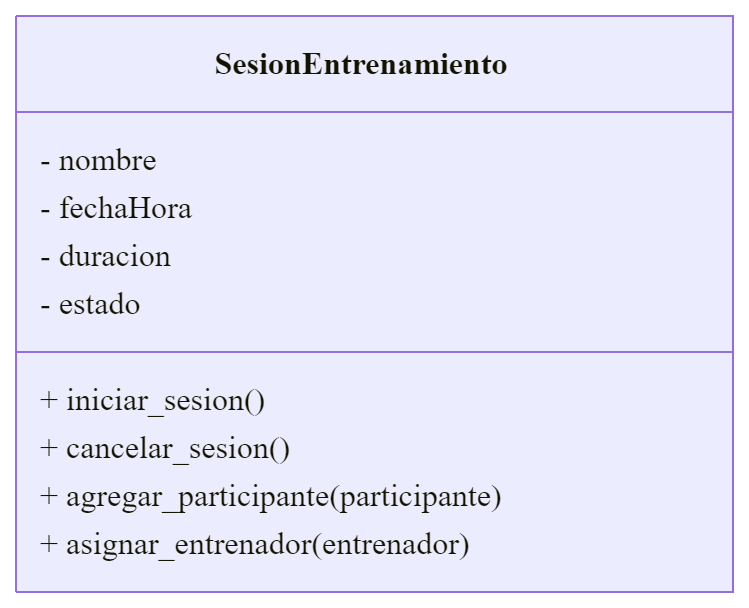 SesionEntrenamiento
- nombre
- fechaHora
- duracion
- estado
+ iniciar_sesion()
+ cancelar_sesion()
+ agregar_participante(participante)
+ asignar_entrenador(entrenador)